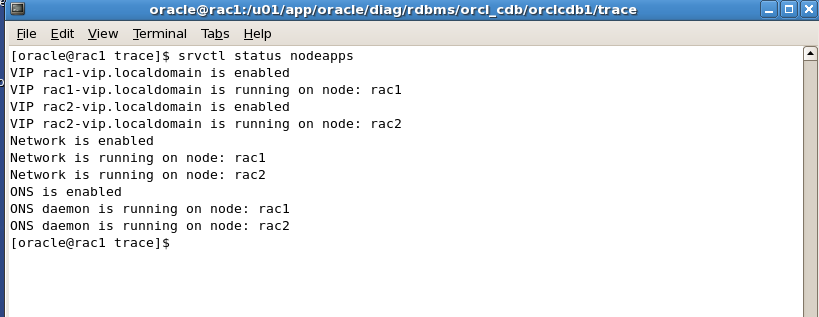 oracle@rac1:/u01/app/oracle/diag/rdbms/orcl_cdb/orclcdb1/trace
File Edit View Terminal Tabs Help
[oracle@rac1 trace]$ srvctl status nodeapps
VIP rac1-vip.localdomain is enabled
VIP rac1-vip.localdomain is running on node: rac1
VIP rac2-vip.localdomain is enabled
VIP rac2-vip.localdomain is running on node: rac2
Network is enabled
Network is running on node: rac1
Network is running on node: rac2
ONS is enabled
ONS daemon is running on node: rac1
ONS daemon is running on node: rac2
[oracle@rac1 trace]$